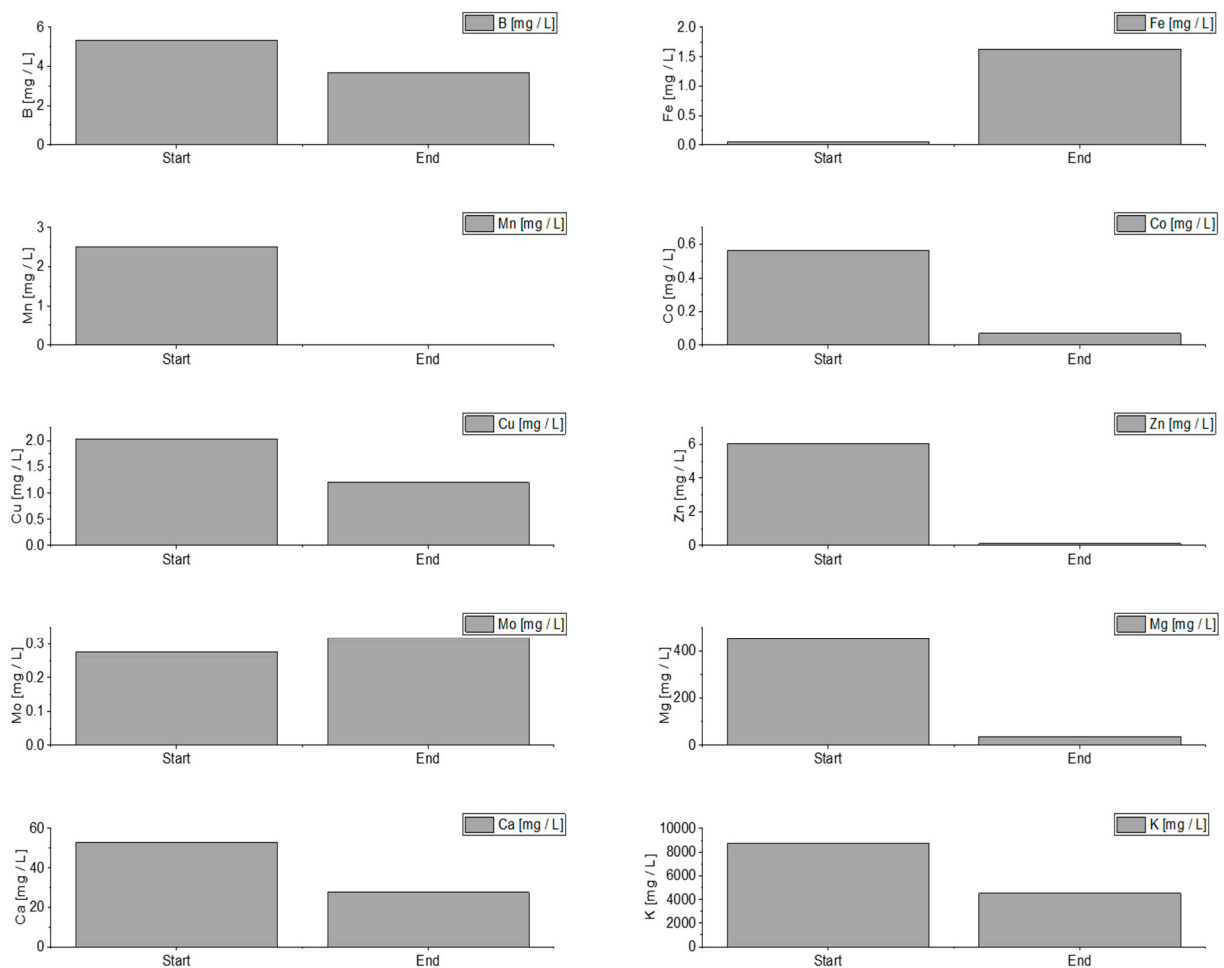 B [mg / L]
6
4
2
0
B [mg / L]
Start
End
Fe [mg / L]
2.0
1.5
1.0
0.5
0.0
Fe [mg / L]
Start
End
Mn [mg / L]
3
2
1
0
Mn [mg / L]
Start
End
Co [mg / L]
0.6
0.4
0.2
0.0
Co [mg / L]
Start
End
Cu [mg / L]
2.0
1.5
1.0
0.5
0.0
Cu [mg / L]
Start
End
Zn [mg / L]
6
4
2
0
Zn [mg / L]
Start
End
Mo [mg / L]
0.3
0.2
0.1
0.0
Mo [mg / L]
Start
End
Mg [mg / L]
400
200
0
Mg [mg / L]
Start
End
Ca [mg / L]
60
40
20
0
Ca [mg / L]
Start
End
K [mg / L]
10000
8000
6000
4000
2000
0
K [mg / L]
Start
End